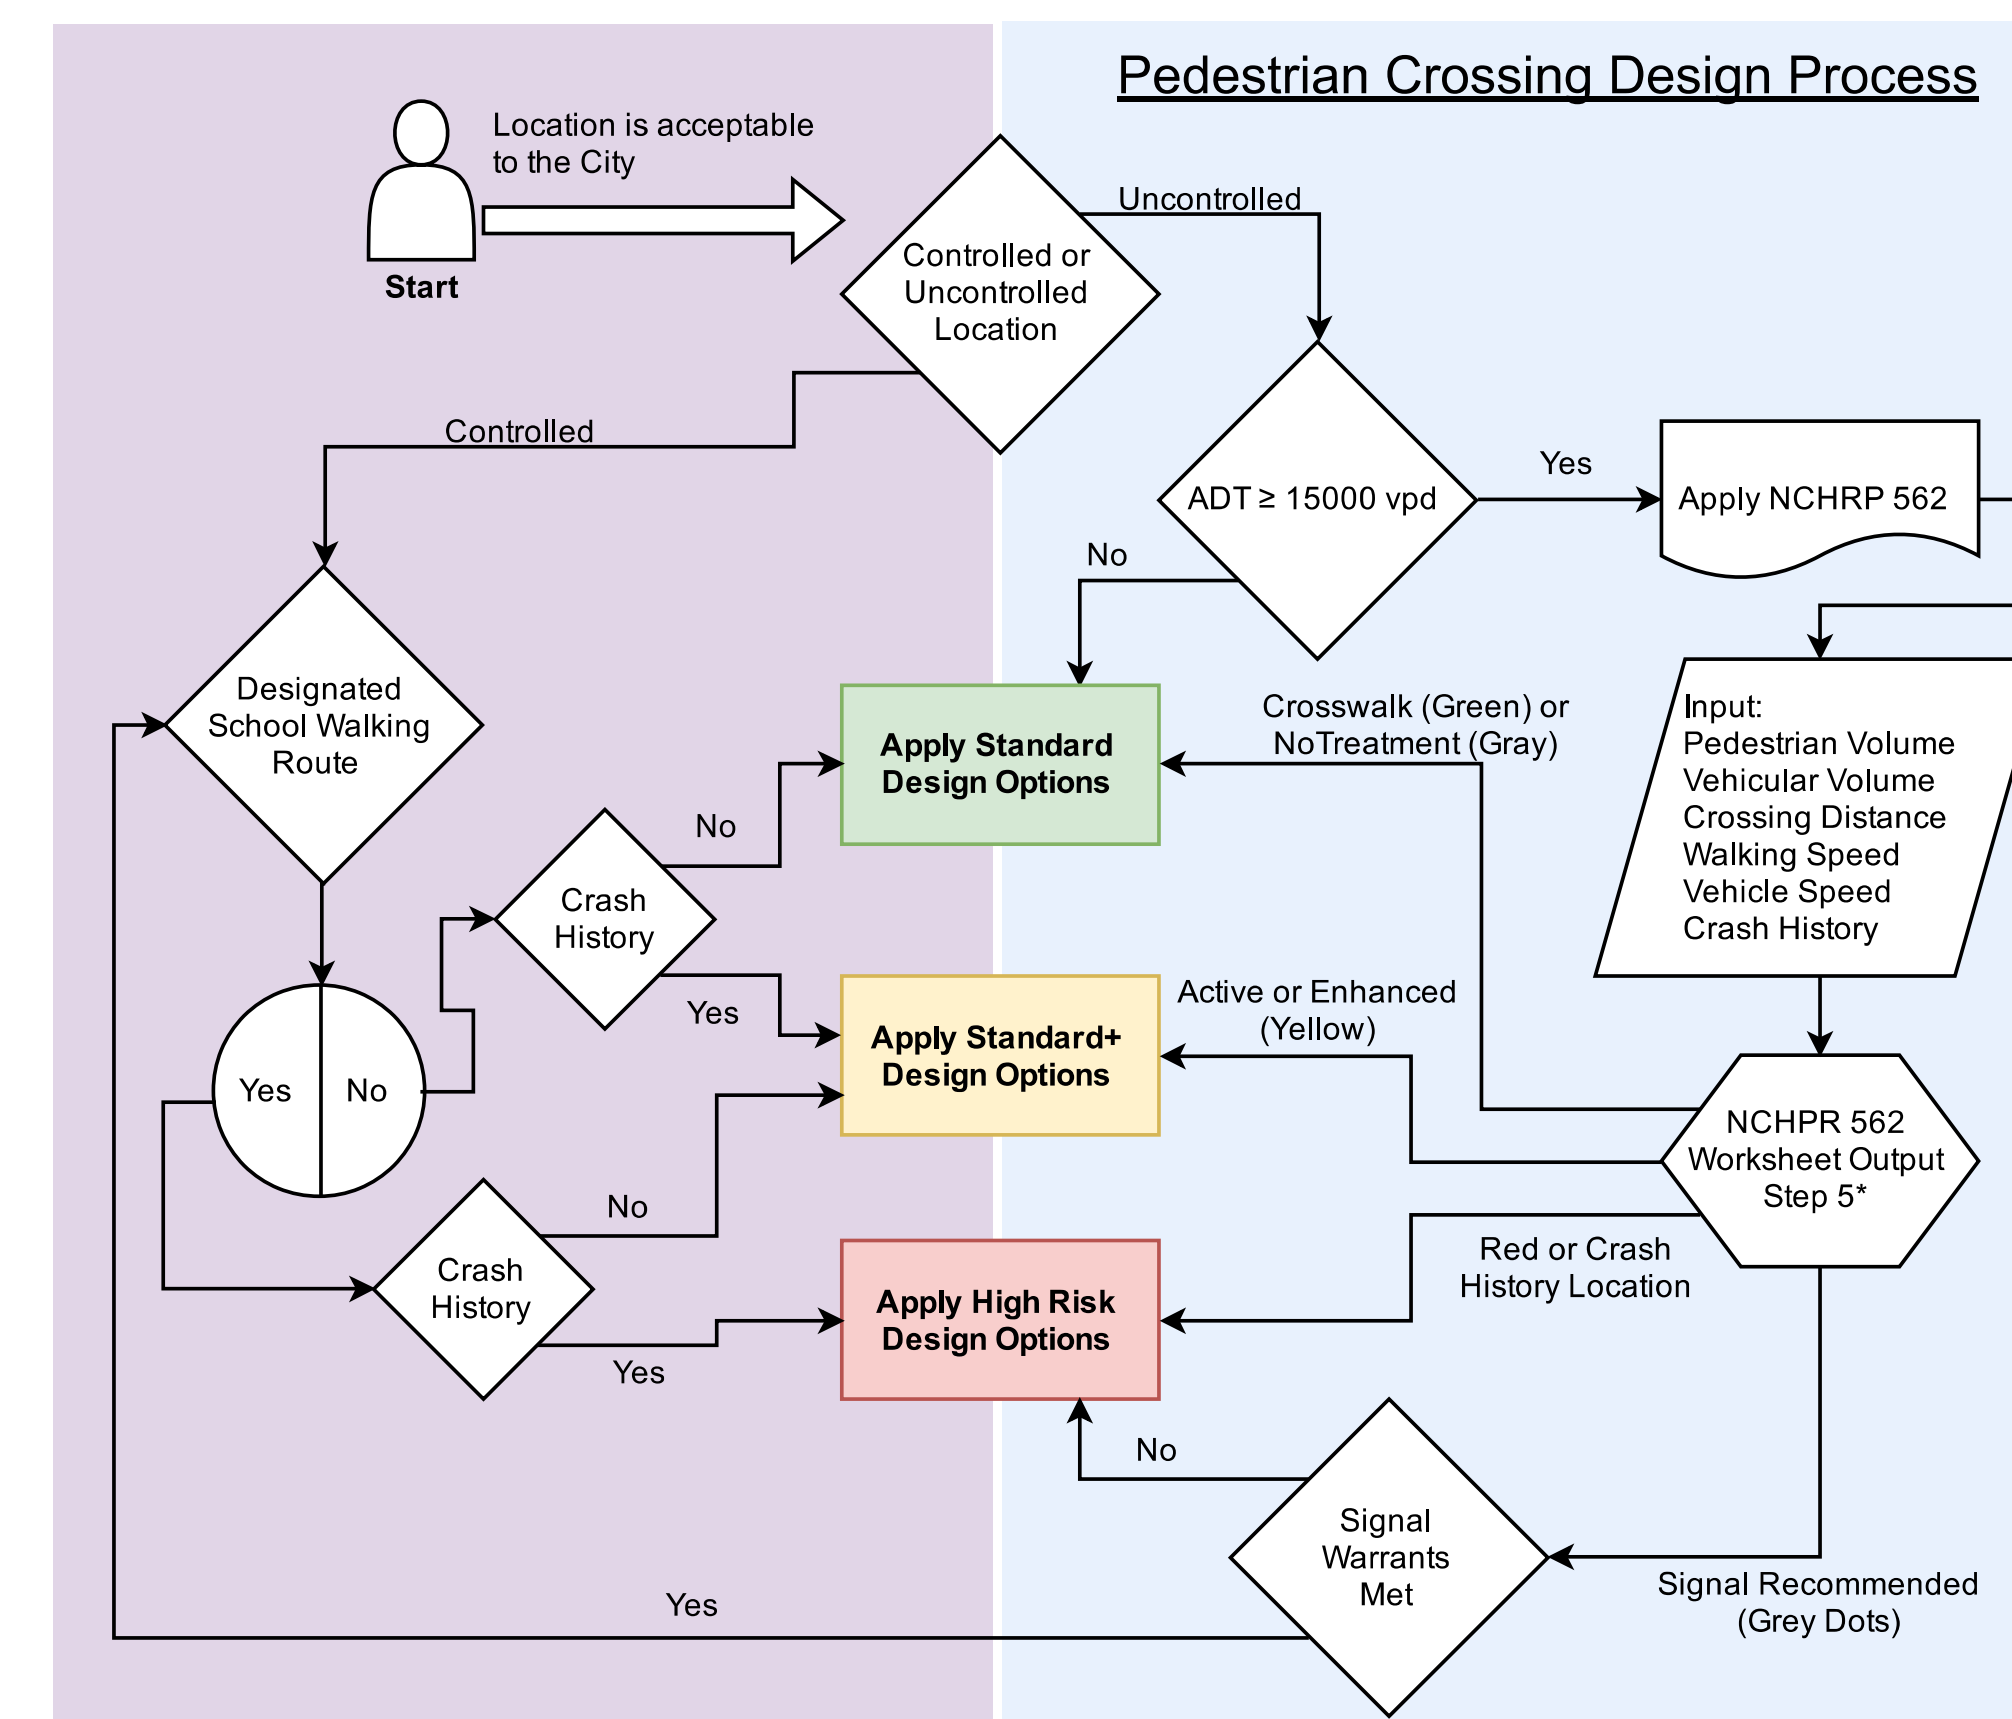 Pedestrian Crossing Design Process
Location is acceptable
to the City
Start
Controlled or
Uncontrolled
Location
Uncontrolled
Controlled
ADT ≥ 15000 vpd
Yes
Apply NCHRP 562
No
Designated
School Walking
Route
Apply Standard
Design Options
Crosswalk (Green) or
NoTreatment (Gray)
Input:
Pedestrian Volume
Vehicular Volume
Crossing Distance
Walking Speed
Vehicle Speed
Crash History
No
Crash
History
Yes
Yes
No
Apply Standard+
Design Options
Active or Enhanced
(Yellow)
NCHPR 562
Worksheet Output
Step 5*
No
Crash
History
Yes
Apply High Risk
Design Options
Red or Crash
History Location
No
Signal
Warrants
Met
Signal Recommended
(Grey Dots)
Yes